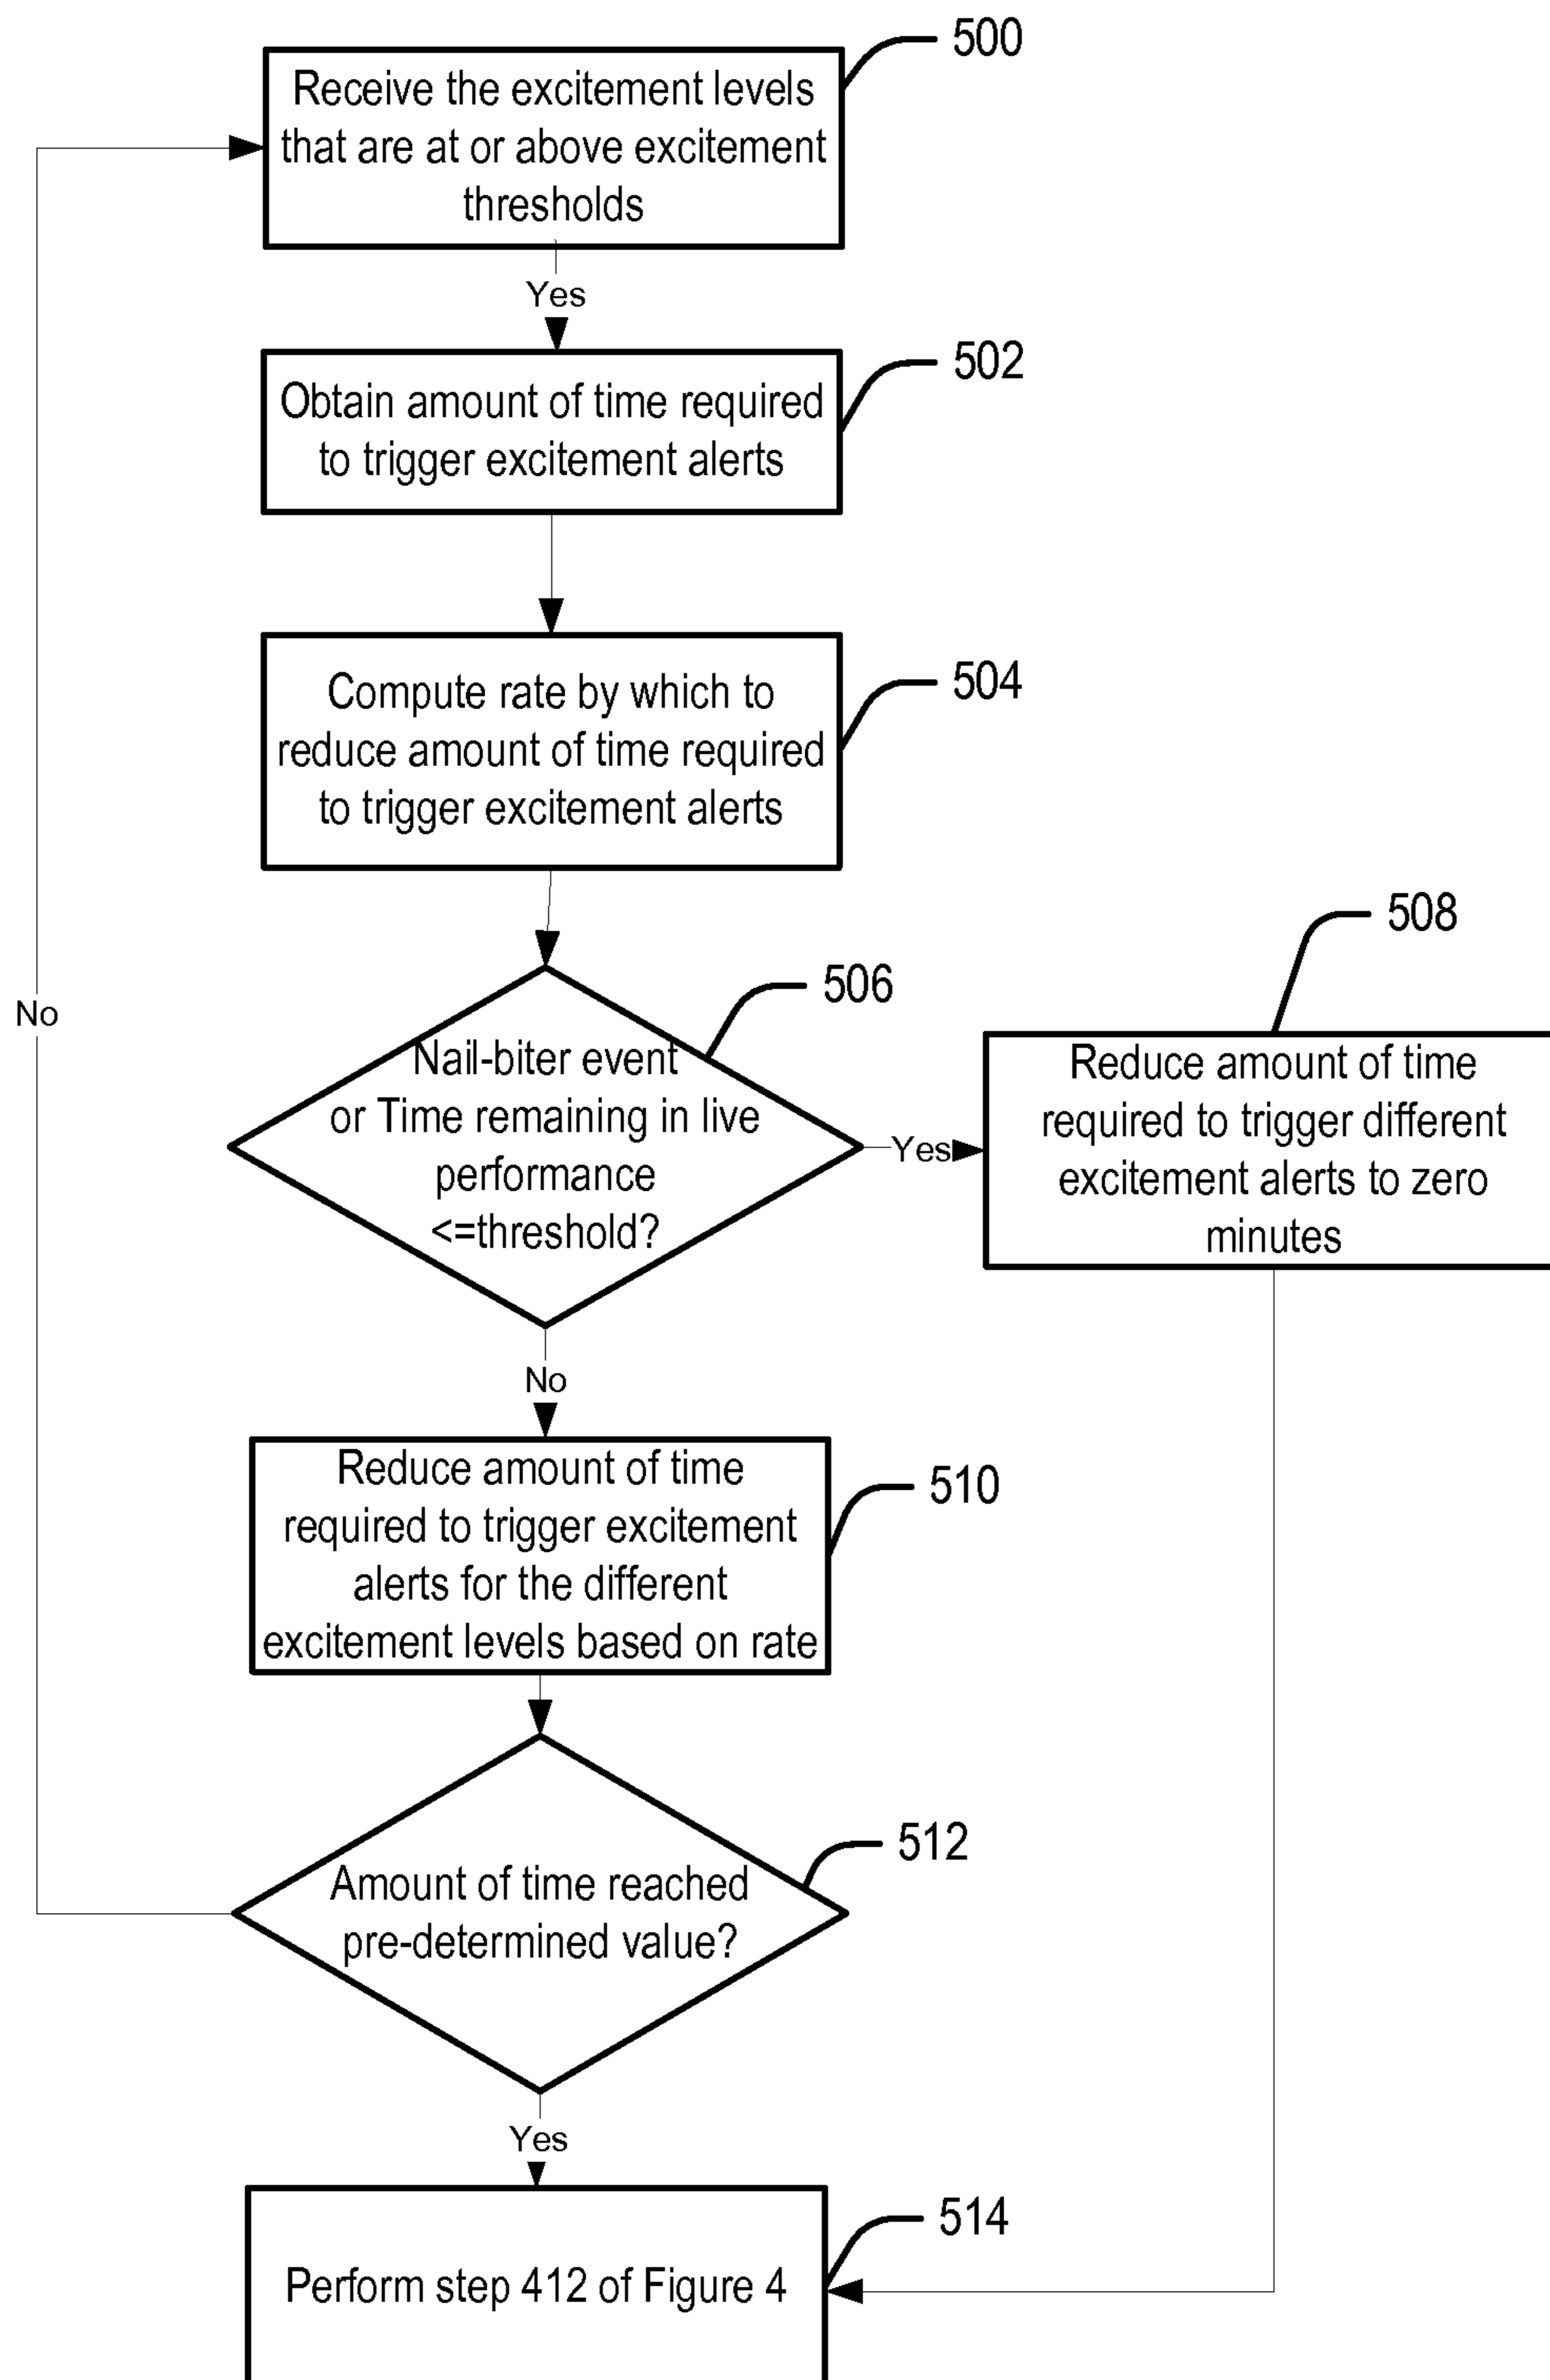 500
Receive the excitement levels
that are at or above excitement
thresholds
Yes
502
Obtain amount of time required
to trigger excitement alerts
504
Compute rate by which to
reduce amount of time required
to trigger excitement alerts
506
Nail-biter event
or Time remaining in live
performance
<=threshold?
Yes
508
Reduce amount of time
required to trigger different
excitement alerts to zero
minutes
No
No
510
Reduce amount of time
required to trigger excitement
alerts for the different
excitement levels based on rate
512
Amount of time reached
pre-determined value?
Yes
514
Perform step 412 of Figure 4